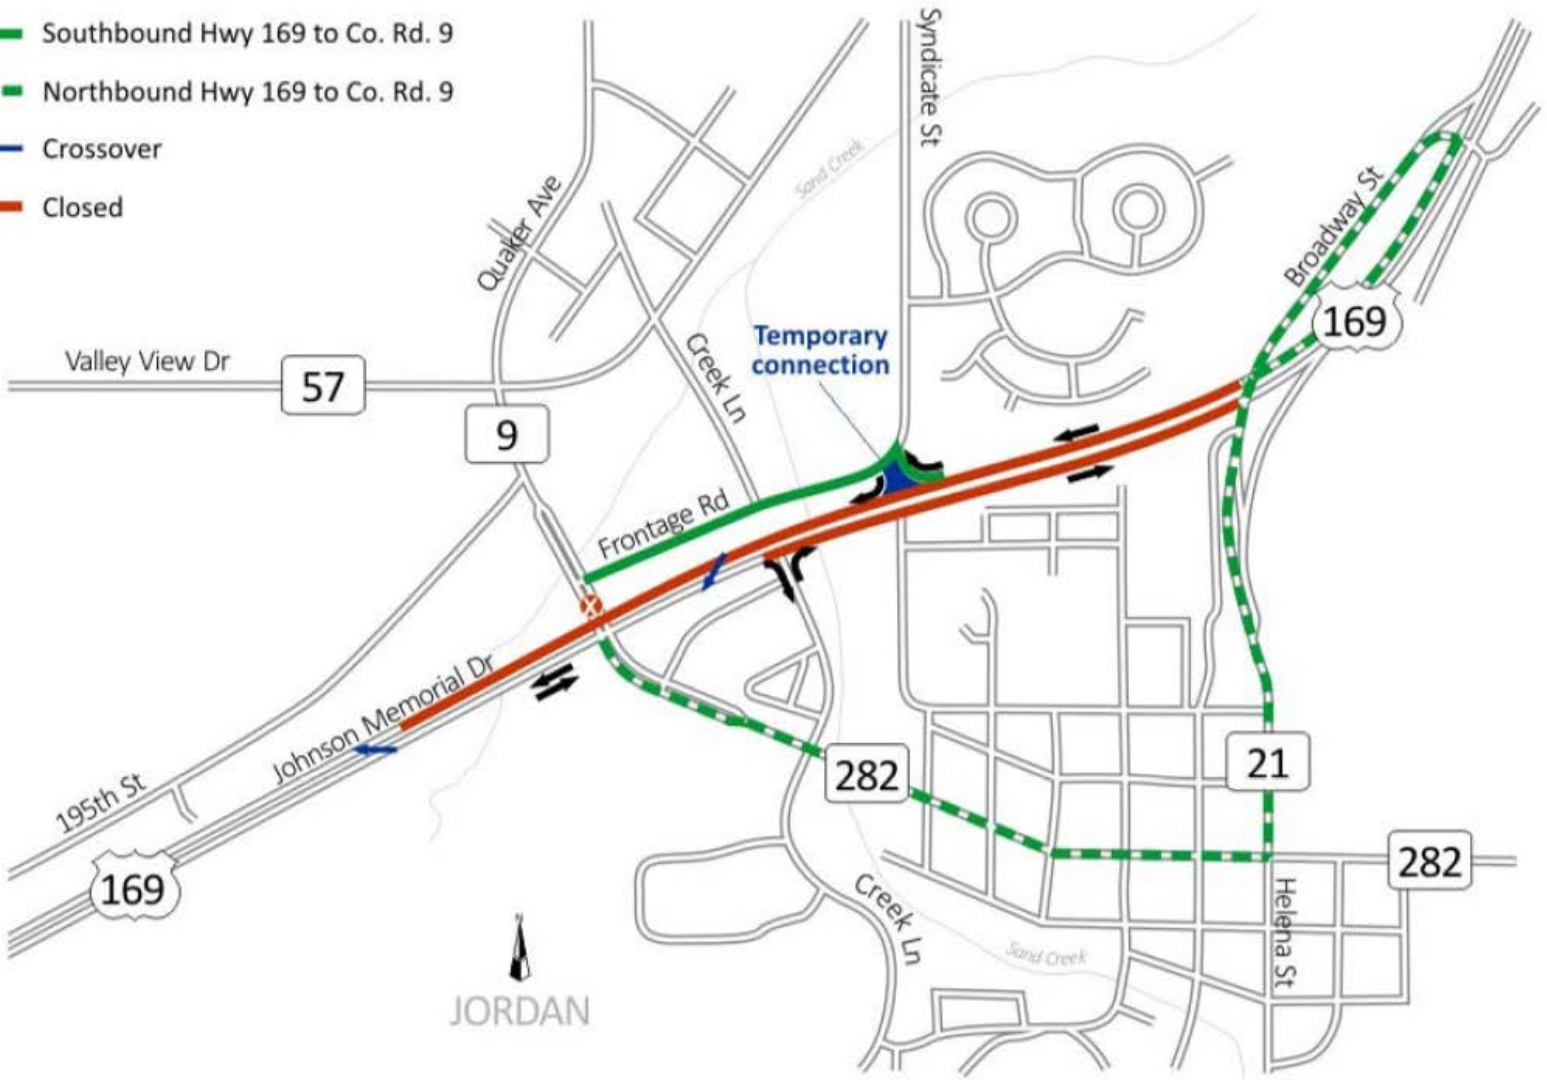 Southbound Hwy 169 to Co. Rd. 9
Northbound Hwy 169 to Co. Rd. 9
Crossover
Closed
Syndicate St
Sand Creek
Quaker Ave
Broadway St
169
Temporary
connection
Valley View Dr
57
Creek Ln
9
Frontage Rd
X
Johnson Memorial Dr
282
21
195th St
169
282
Creek Ln
Helena St
Sand Creek
N
JORDAN